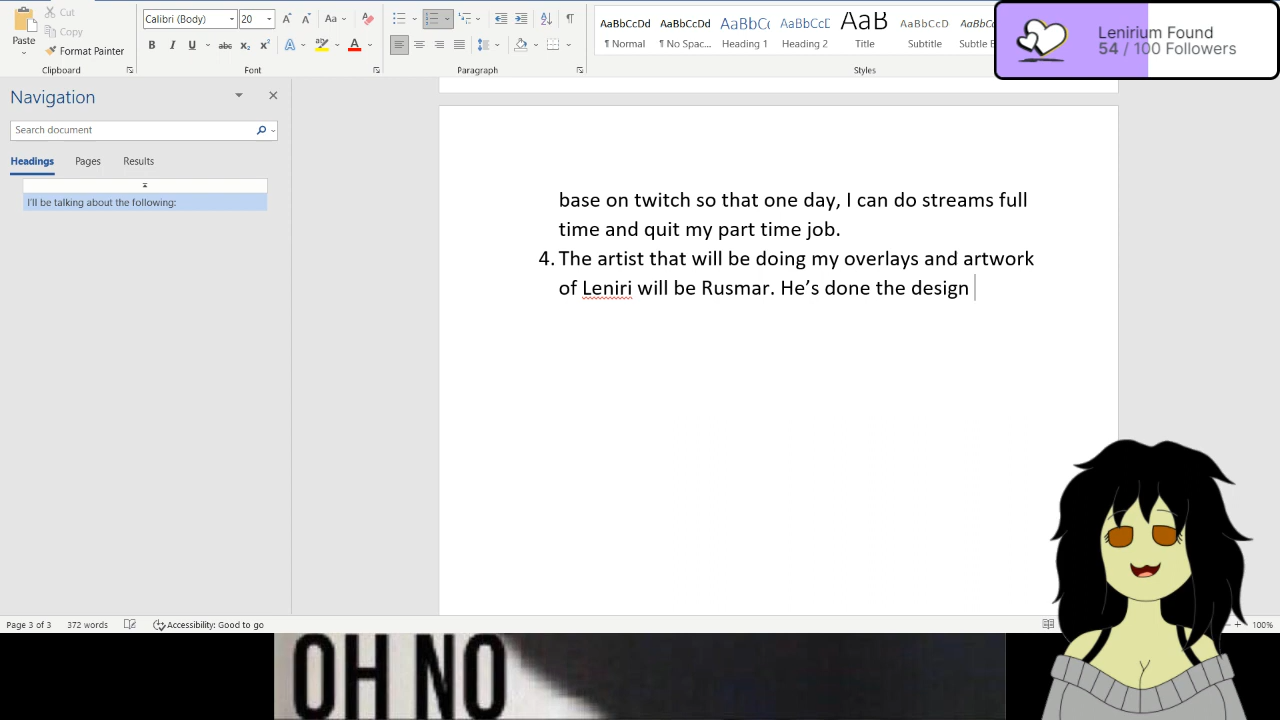 Cut
Copy
Paste
Format Painter
Clipboard
Calibri (Body) 20
Aa
B I U abc x₂ x² A A
Font
Paragraph
AaBbCcDd AaBbCcDd AaBbC AaBbCcE AaB AaBbCcD
¶ Normal ¶ No Spac... Heading 1 Heading 2 Title Subtitle Subtle E
Styles
Lenirium Found
54 / 100 Followers
Navigation
Search document
Headings Pages Results
I'll be talking about the following:
base on twitch so that one day, I can do streams full
time and quit my part time job.
4. The artist that will be doing my overlays and artwork
of Leniri will be Rusmar. He’s done the design
Page 3 of 3 372 words Accessibility: Good to go 100%
OH NO